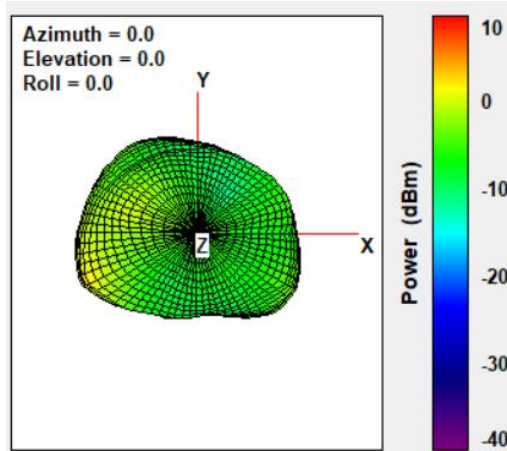 Azimuth = 0.0
Elevation = 0.0
Roll = 0.0
Y
X
Z
Power (dBm)
10
0
-10
-20
-30
-40